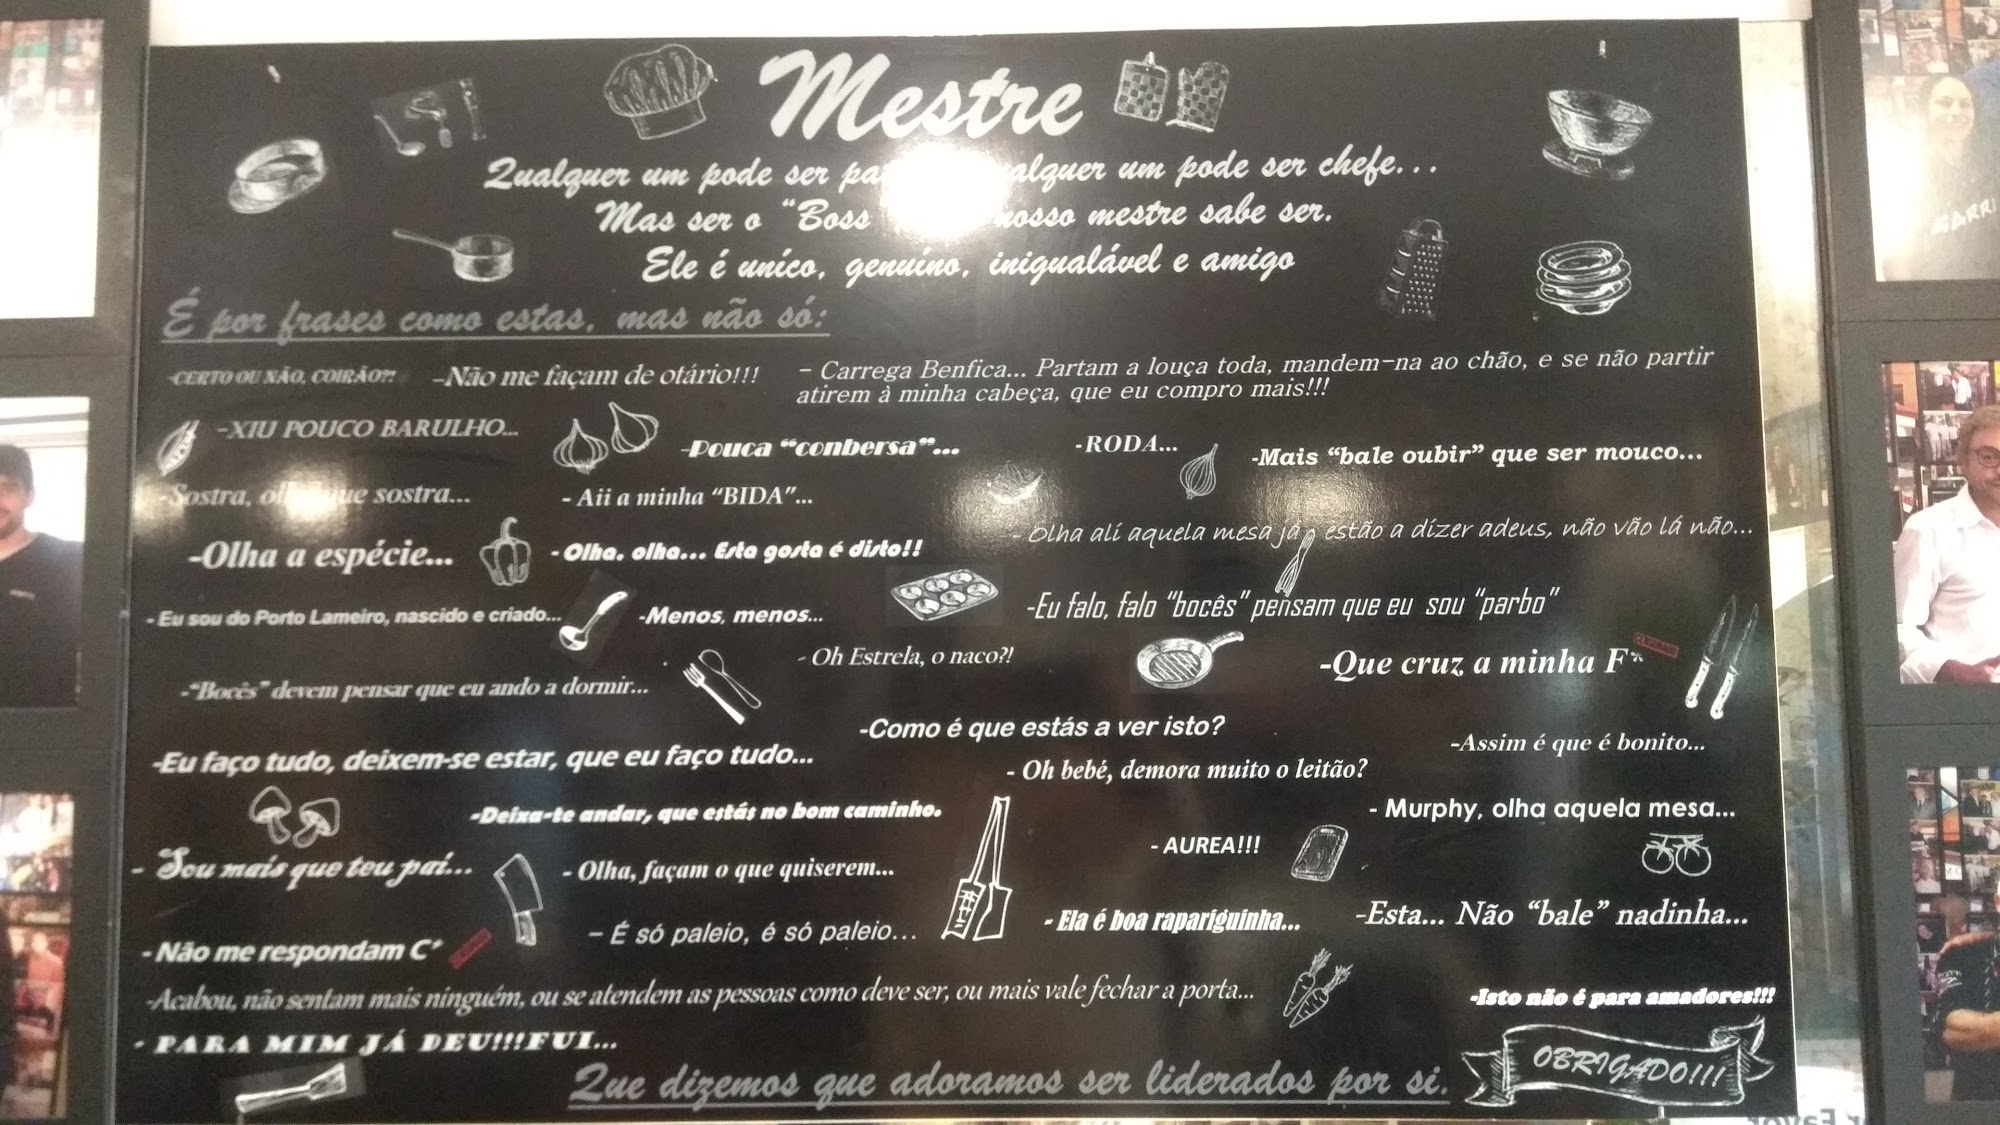 Mestre
Qualquer um pode ser qualquer um pode ser chefe...
Mas ser o "Boss nosso mestre sabe ser.
Ele é uníco, genuíno, inigualável e amigo
É por frases como estas, mas não só:
-CERTO OU NÃO, COIRÃO?!
-Não me façam de otário!!!
- Carrega Benfica... Partam a louça toda, mandem-na ao chão, e se não partir
atirem à minha cabeça, que eu compro mais!!!
-XIU POUCO BARULHO...
-Pouca "conbersa"...
-RODA...
-Mais "bale oubir" que ser mouco...
-Sostra, olha que sostra...
- Aii a minha "BIDA"...
- Olha ali aquela mesa já estão a dizer adeus, não vão lá não...
-Olha a espécie...
- Olha, olha... Esta gosta é disto!!
- Eu sou do Porto Lameiro, nascido e criado...
-Menos, menos...
-Eu falo, falo "bocês" pensam que eu sou "parbo"
- Oh Estrela, o naco?!
-Que cruz a minha F*
-"Bocês" devem pensar que eu ando a dormir...
-Como é que estás a ver isto?
-Assim é que é bonito...
-Eu faço tudo, deixem-se estar, que eu faço tudo...
- Oh bebé, demora muito o leitão?
-Deixa-te andar, que estás no bom caminho.
- Murphy, olha aquela mesa...
- AUREA!!!
- Sou mais que teu pai...
- Olha, façam o que quiserem...
- Ela é boa rapariguinha...
-Esta... Não "bale" nadinha...
- É só paleio, é só paleio...
- Não me respondam C*
-Acabou, não sentam mais ninguém, ou se atendem as pessoas como deve ser, ou mais vale fechar a porta...
-Isto não é para amadores!!!
- PARA MIM JÁ DEU!!!FUI...
Que dizemos que adoramos ser liderados por si.
OBRIGADO!!!